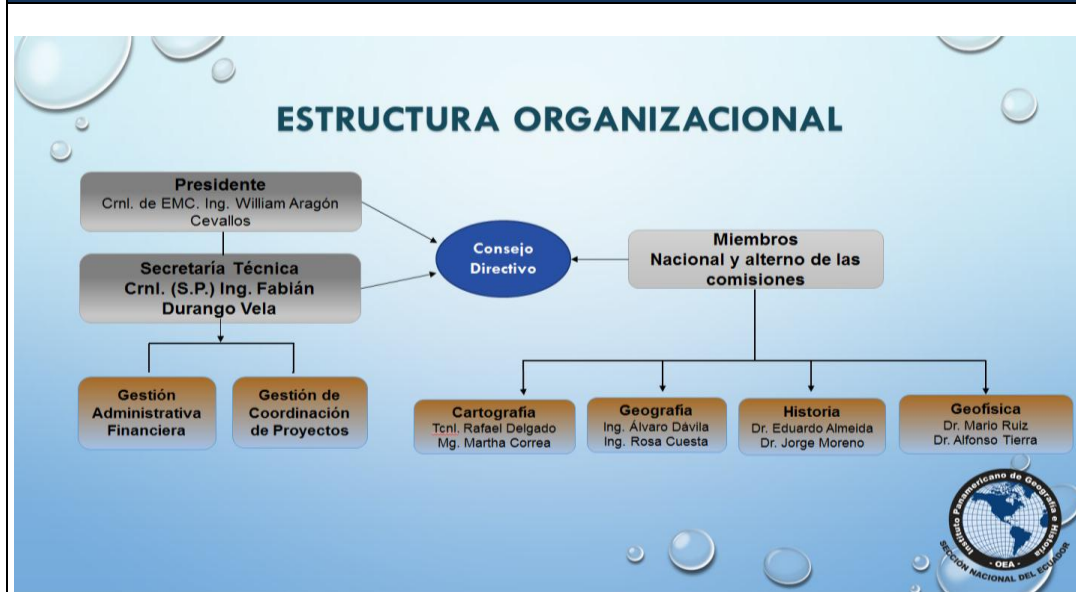 ESTRUCTURA ORGANIZACIONAL
Presidente
Crnl. de EMC. Ing. William Aragón
Cevallos
Secretaría Técnica
Crnl. (S.P.) Ing. Fabián
Durango Vela
Consejo
Directivo
Miembros
Nacional y alterno de las
comisiones
Gestión
Administrativa
Financiera
Gestión de
Coordinación
de Proyectos
Cartografía
Tcnl. Rafael Delgado
Mg. Martha Correa
Geografía
Ing. Álvaro Dávila
Ing. Rosa Cuesta
Historia
Dr. Eduardo Almeida
Dr. Jorge Moreno
Geofísica
Dr. Mario Ruiz
Dr. Alfonso Tierra
Instituto Panamericano de Geografía e Historia
- OEA -
SECCIÓN NACIONAL DEL ECUADOR